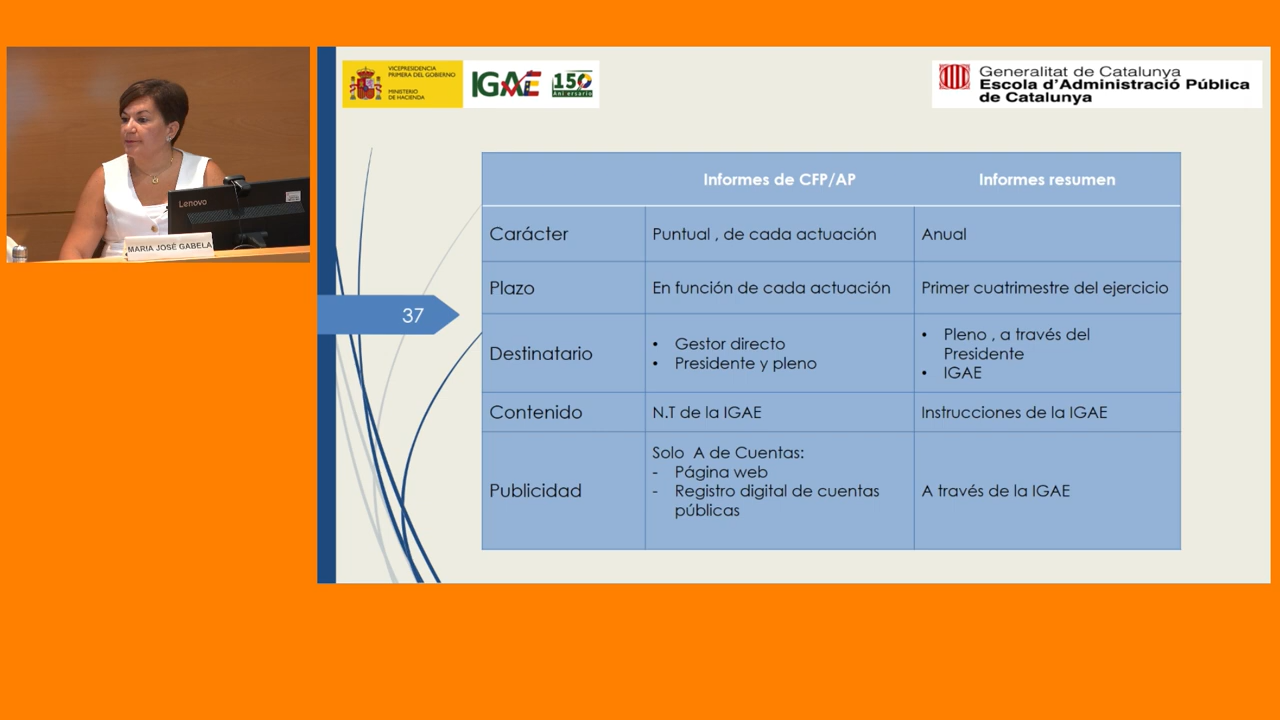 Lenovo
MARIA JOSÉ GABELA
VICEPRESIDENCIA
PRIMERA DEL GOBIERNO
MINISTERIO
DE HACIENDA
IGAE
150
Aniversario
Generalitat de Catalunya
Escola d'Administració Pública
de Catalunya
37
Informes de CFP/AP
Informes resumen
Carácter
Puntual , de cada actuación
Anual
Plazo
En función de cada actuación
Primer cuatrimestre del ejercicio
Destinatario
• Gestor directo
• Presidente y pleno
• Pleno , a través del
Presidente
• IGAE
Contenido
N.T de la IGAE
Instrucciones de la IGAE
Publicidad
Solo A de Cuentas:
- Página web
- Registro digital de cuentas
públicas
A través de la IGAE